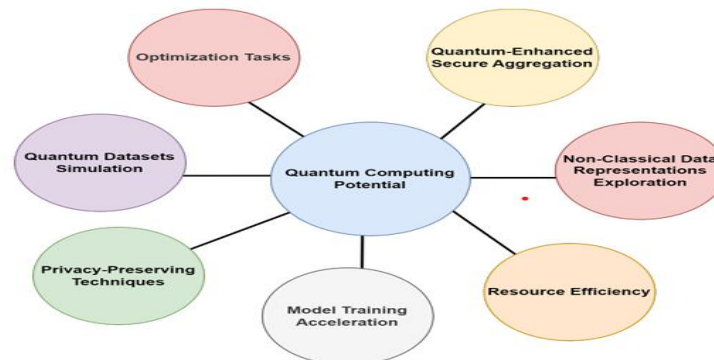 Optimization Tasks
Quantum-Enhanced
Secure Aggregation
Quantum Datasets
Simulation
Quantum Computing
Potential
Non-Classical Data
Representations
Exploration
Privacy-Preserving
Techniques
Model Training
Acceleration
Resource Efficiency